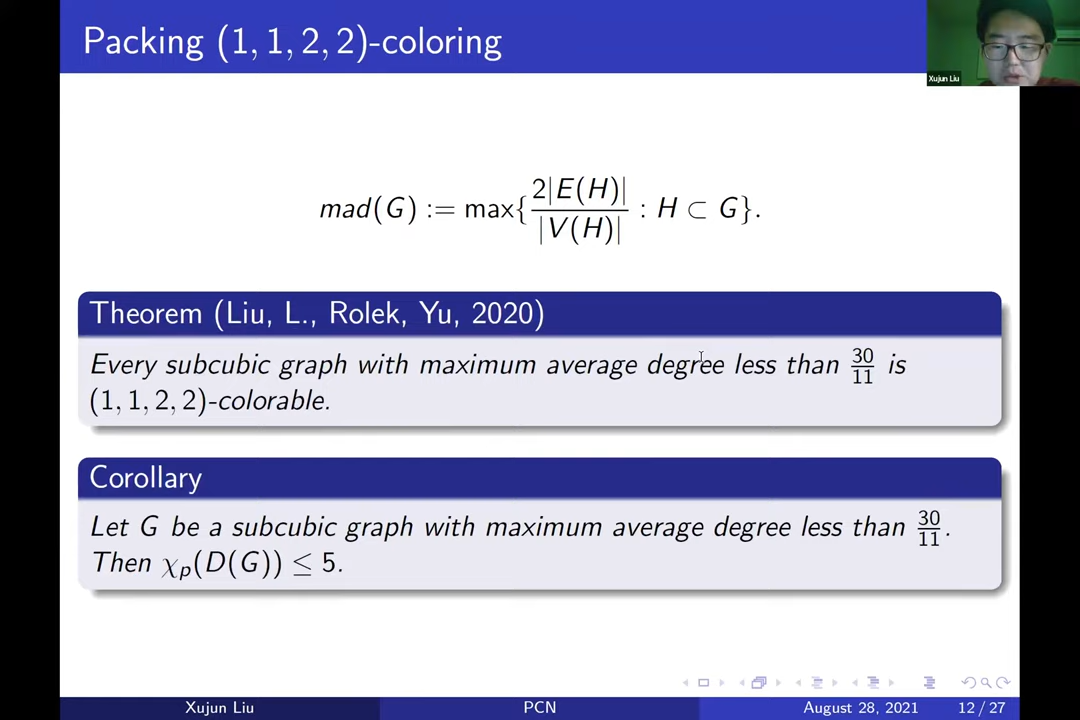 Packing (1, 1, 2, 2)-coloring
Xujun Liu
mad(G) := max{ 2|E(H)| / |V(H)| : H ⊂ G}.
Theorem (Liu, L., Rolek, Yu, 2020)
Every subcubic graph with maximum average degree less than 30/11 is
(1, 1, 2, 2)-colorable.
Corollary
Let G be a subcubic graph with maximum average degree less than 30/11.
Then χₚ(D(G)) ≤ 5.
Xujun Liu PCN August 28, 2021 12 / 27